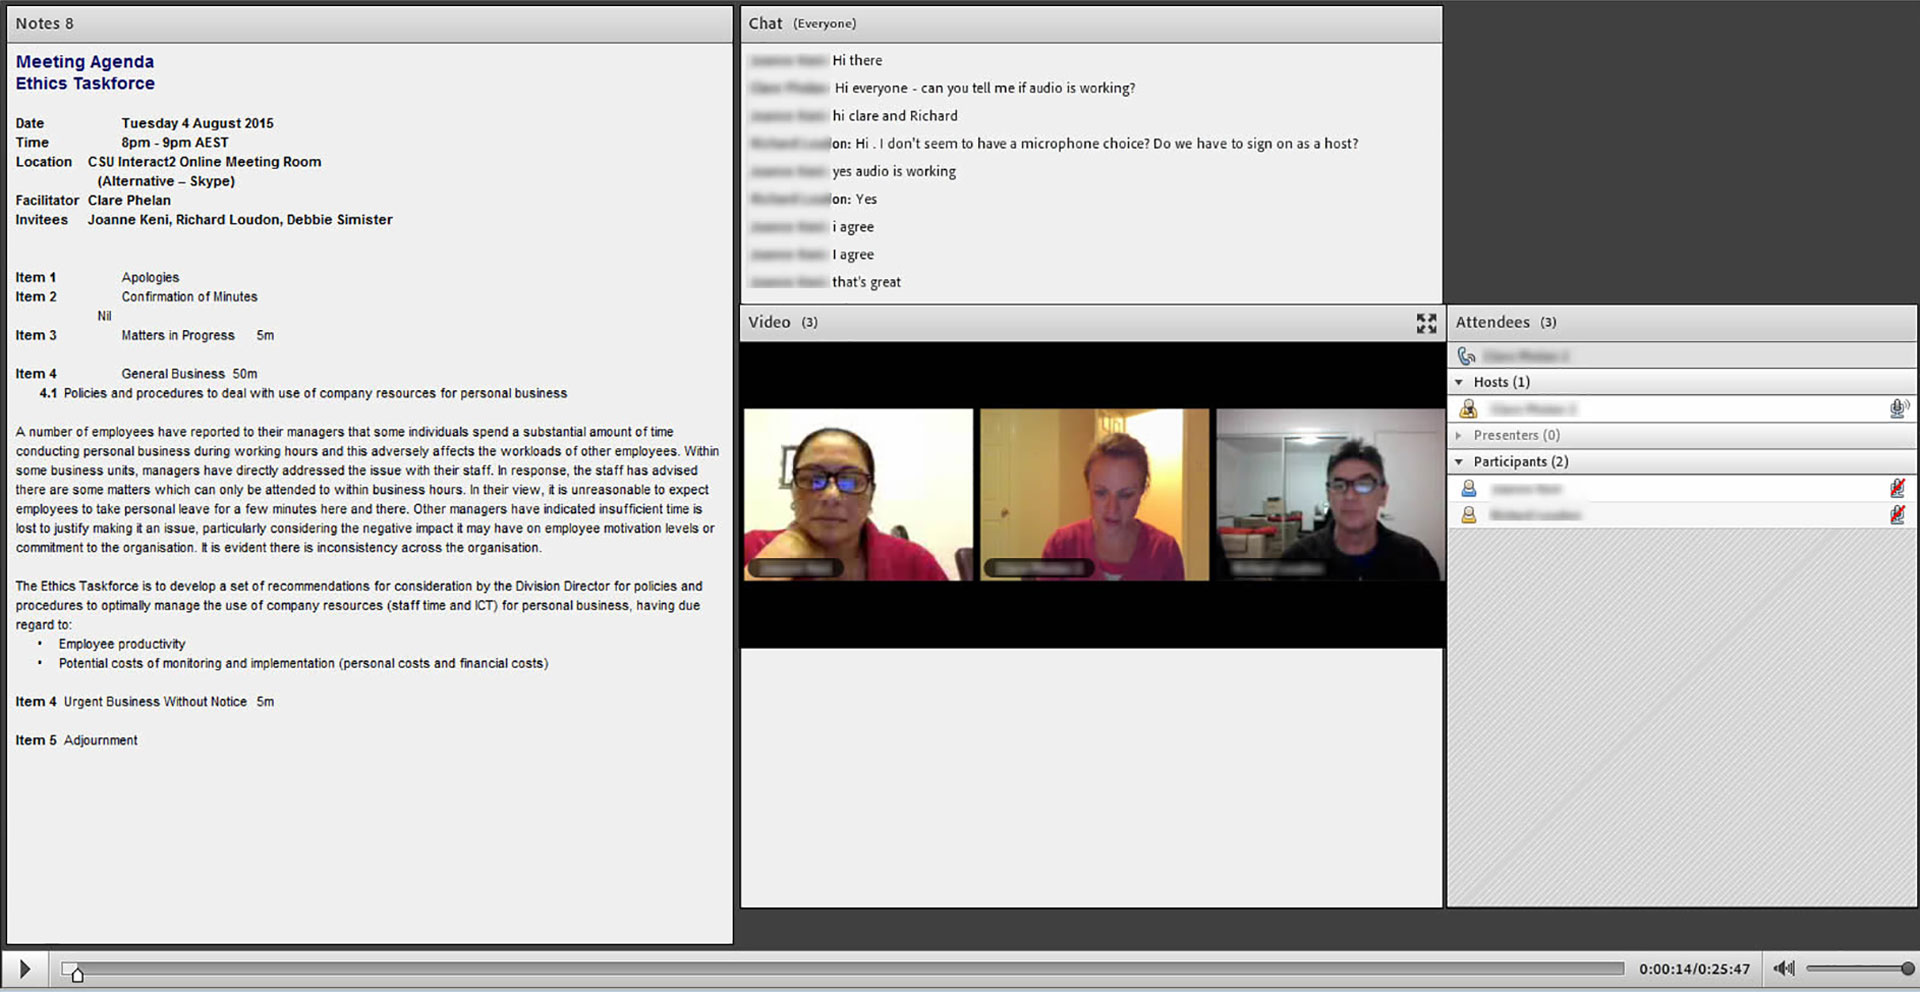 Notes 8
Meeting Agenda
Ethics Taskforce
Date Tuesday 4 August 2015
Time 8pm - 9pm AEST
Location CSU Interact2 Online Meeting Room
(Alternative – Skype)
Facilitator Clare Phelan
Invitees Joanne Keni, Richard Loudon, Debbie Simister
Item 1 Apologies
Item 2 Confirmation of Minutes
Nil
Item 3 Matters in Progress 5m
Item 4 General Business 50m
4.1 Policies and procedures to deal with use of company resources for personal business
A number of employees have reported to their managers that some individuals spend a substantial amount of time
conducting personal business during working hours and this adversely affects the workloads of other employees. Within
some business units, managers have directly addressed the issue with their staff. In response, the staff has advised
there are some matters which can only be attended to within business hours. In their view, it is unreasonable to expect
employees to take personal leave for a few minutes here and there. Other managers have indicated insufficient time is
lost to justify making it an issue, particularly considering the negative impact it may have on employee motivation levels or
commitment to the organisation. It is evident there is inconsistency across the organisation.
The Ethics Taskforce is to develop a set of recommendations for consideration by the Division Director for policies and
procedures to optimally manage the use of company resources (staff time and ICT) for personal business, having due
regard to:
• Employee productivity
• Potential costs of monitoring and implementation (personal costs and financial costs)
Item 4 Urgent Business Without Notice 5m
Item 5 Adjournment
Chat (Everyone)
Hi there
Hi everyone - can you tell me if audio is working?
hi clare and Richard
on: Hi . I don't seem to have a microphone choice? Do we have to sign on as a host?
yes audio is working
on: Yes
i agree
I agree
that's great
Video (3)
Attendees (3)
Hosts (1)
Presenters (0)
Participants (2)
0:00:14/0:25:47